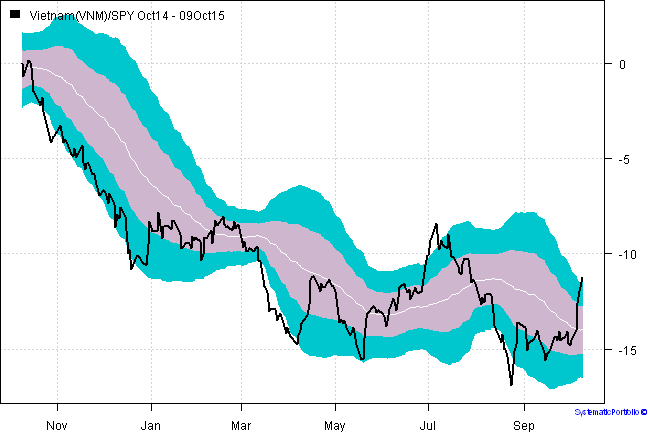 Vietnam(VNM)/SPY Oct14 - 09Oct15
0
-5
-10
-15
Nov Jan Mar May Jul Sep
SystematicPortfolio ©